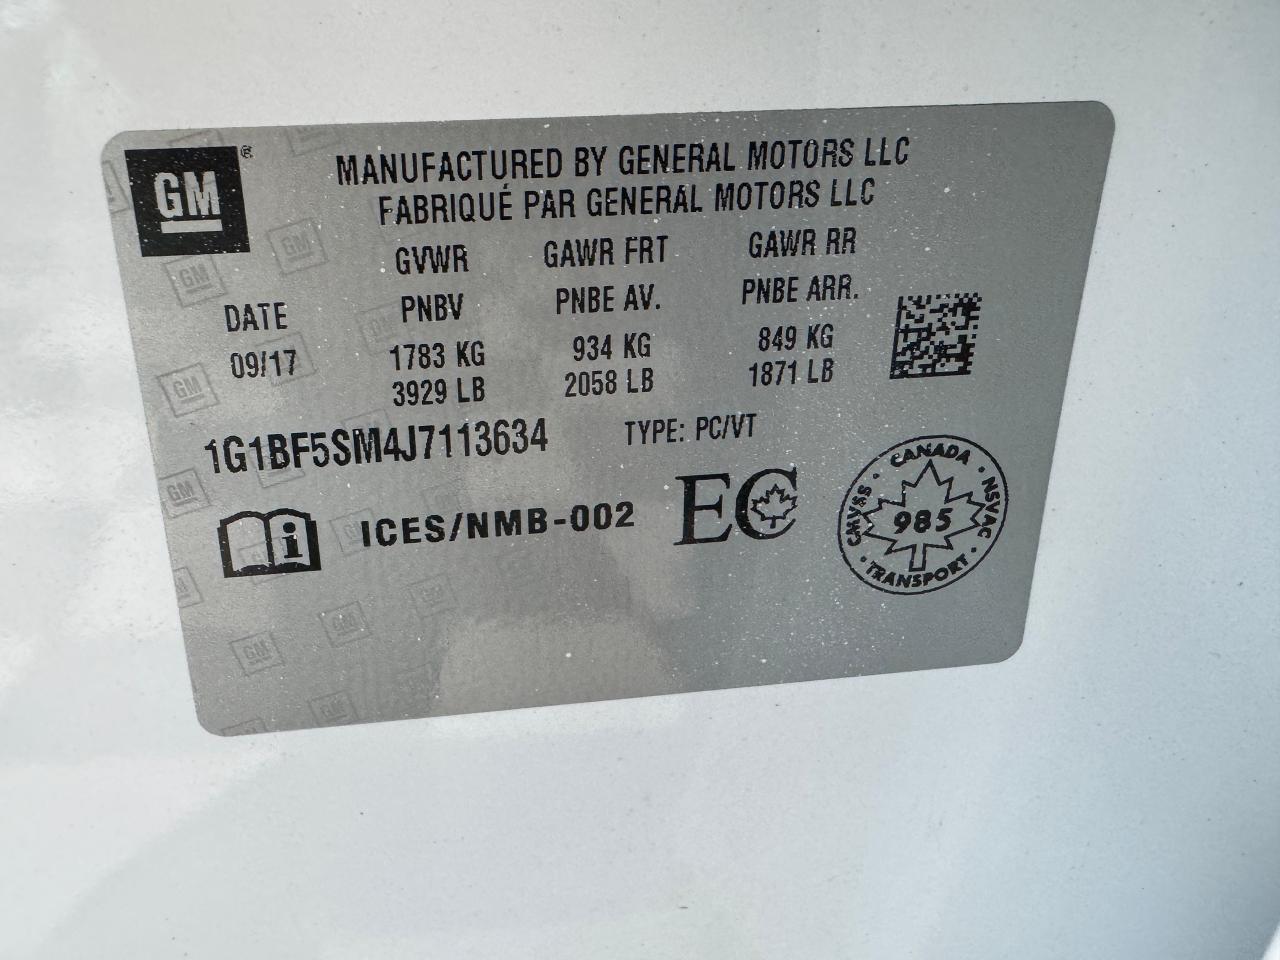 GM ®
MANUFACTURED BY GENERAL MOTORS LLC
FABRIQUÉ PAR GENERAL MOTORS LLC
GVWR GAWR FRT GAWR RR
DATE PNBV PNBE AV. PNBE ARR.
09/17 1783 KG 934 KG 849 KG
3929 LB 2058 LB 1871 LB
1G1BF5SM4J7113634 TYPE: PC/VT
i ICES/NMB-002 EC
CANADA · NSVAC · TRANSPORT · CMVSS ·
985